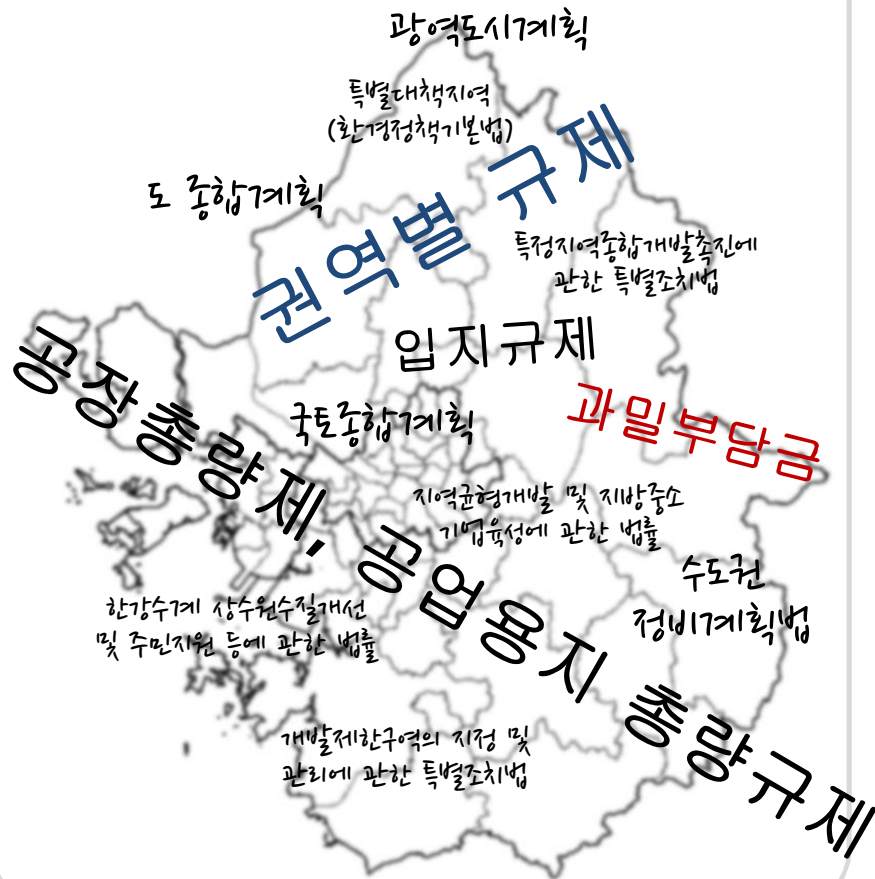 광역도시계획
특별대책지역
(환경정책기본법)
도 종합계획
권역별 규제
특정지역종합개발촉진에
관한 특별조치법
입지규제
공장총량제, 공업용지 총량규제
과밀부담금
국토종합계획
지역균형개발 및 지방중소
기업육성에 관한 법률
수도권
정비계획법
한강수계 상수원수질개선
및 주민지원 등에 관한 법률
개발제한구역의 지정 및
관리에 관한 특별조치법